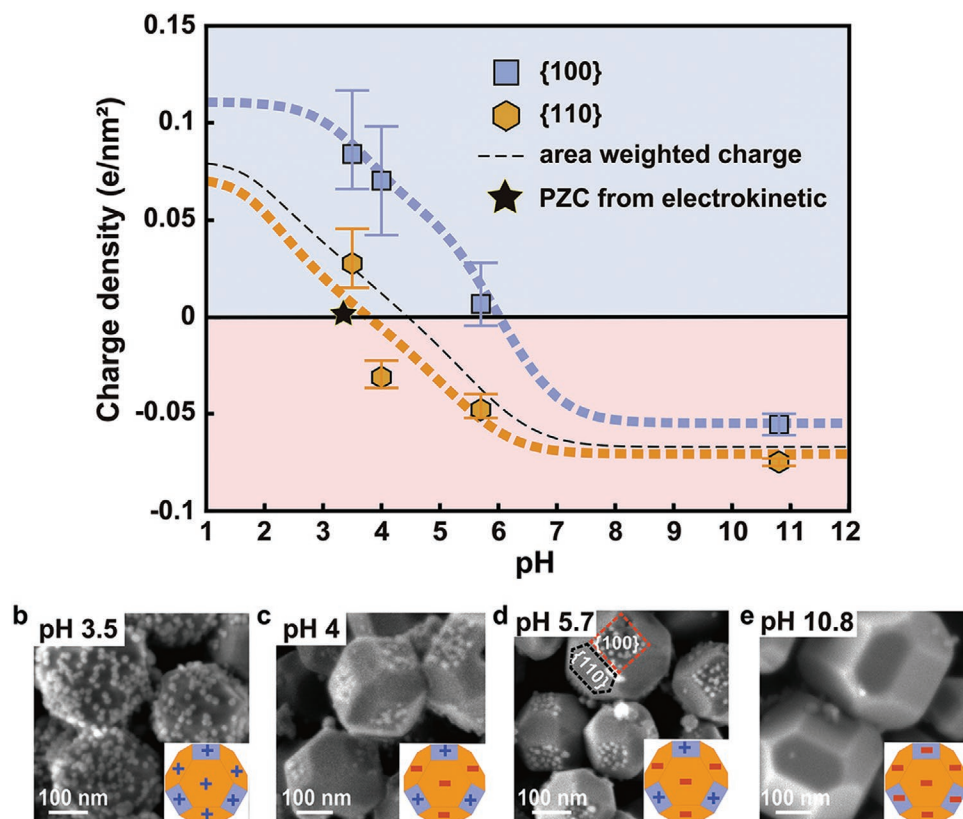 0.15
0.1
0.05
0
-0.05
-0.1
Charge density (e/nm²)
{100}
{110}
area weighted charge
PZC from electrokinetic
1 2 3 4 5 6 7 8 9 10 11 12
pH
b pH 3.5
100 nm
c pH 4
100 nm
d pH 5.7
{100}
{110}
100 nm
e pH 10.8
100 nm